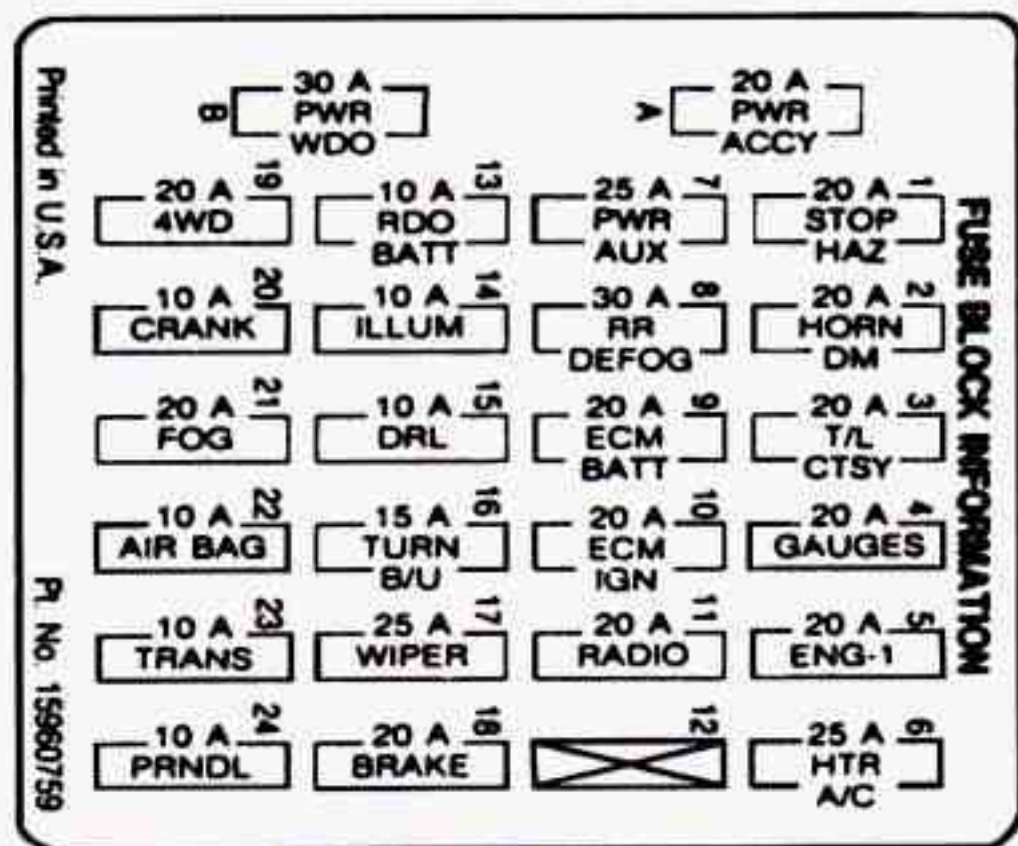 FUSE BLOCK INFORMATION
30 A
PWR
WDO
B
20 A
PWR
ACCY
A
20 A
4WD
19
10 A
RDO
BATT
13
25 A
PWR
AUX
7
20 A
STOP
HAZ
1
10 A
CRANK
20
10 A
ILLUM
14
30 A
RR
DEFOG
8
20 A
HORN
DM
2
20 A
FOG
21
10 A
DRL
15
20 A
ECM
BATT
9
20 A
T/L
CTSY
3
10 A
AIR BAG
22
15 A
TURN
B/U
16
20 A
ECM
IGN
10
20 A
GAUGES
4
10 A
TRANS
23
25 A
WIPER
17
20 A
RADIO
11
20 A
ENG-1
5
10 A
PRNDL
24
20 A
BRAKE
18
12
25 A
HTR
A/C
6
Printed in U.S.A.
Pt. No. 15960759